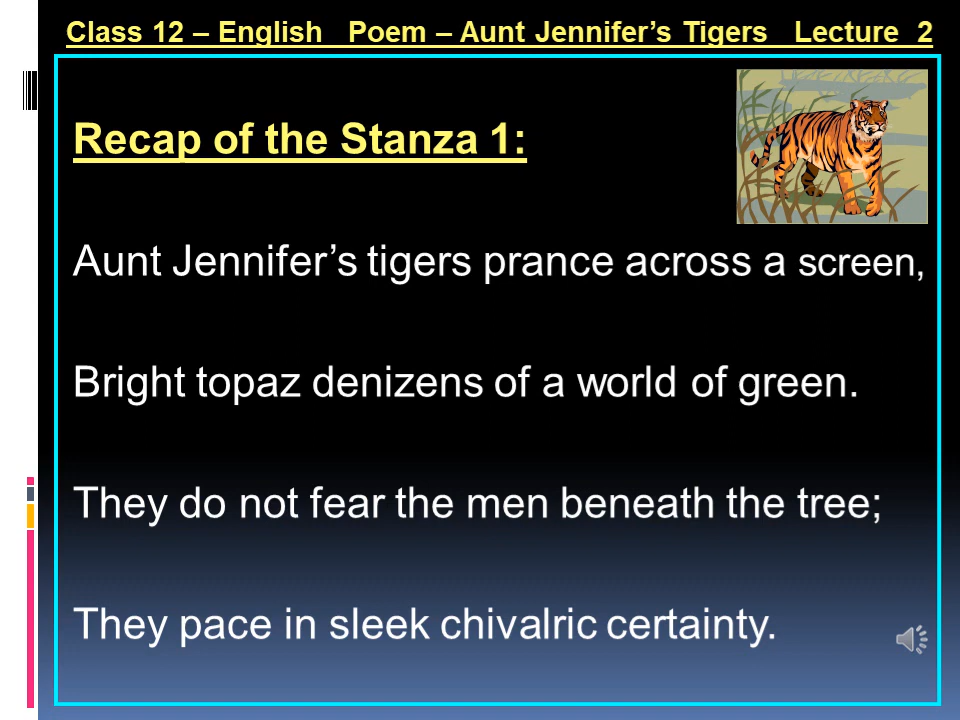 Class 12 – English   Poem – Aunt Jennifer’s Tigers   Lecture  2
Recap of the Stanza 1:
Aunt Jennifer’s tigers prance across a screen,
Bright topaz denizens of a world of green.
They do not fear the men beneath the tree;
They pace in sleek chivalric certainty.